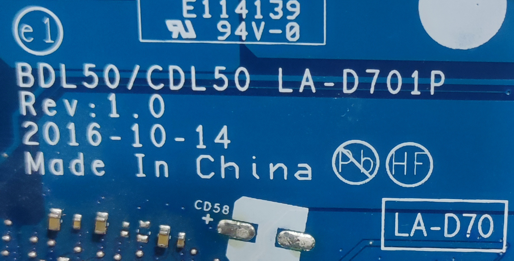 E114139
94V-0
e1
BDL50/CDL50 LA-D701P
Rev:1.0
2016-10-14
Made In China
Pb
HF
CD58
+
LA-D70